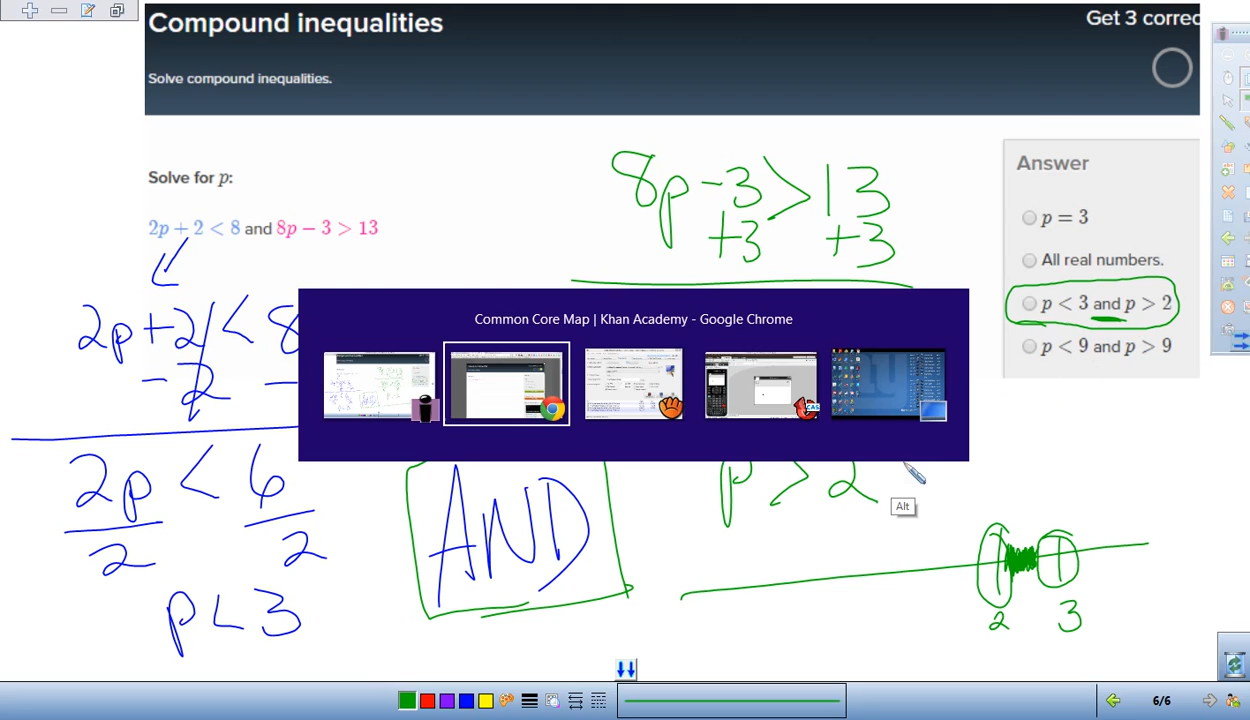 Compound inequalities
Get 3 correc
Solve compound inequalities.
Solve for p:
2p + 2 < 8 and 8p − 3 > 13
8p − 3 > 13
+3 +3
Answer
p = 3
All real numbers.
p < 3 and p > 2
p < 9 and p > 9
2p + 2 < 8
− 2 −
2p < 6
2 2
p < 3
Common Core Map | Khan Academy - Google Chrome
CAS
AND
p > 2
Alt
2 3
6/6